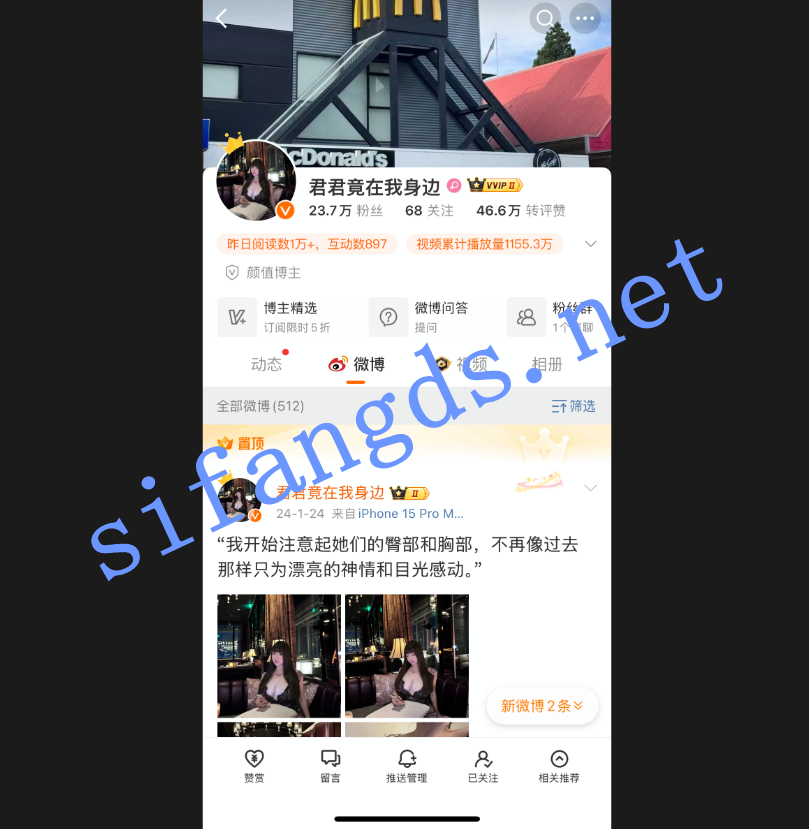 McDonald's
君君竟在我身边 VVIP II
23.7万 粉丝 68 关注 46.6万 转评赞
昨日阅读数1万+，互动数897 视频累计播放量1155.3万
颜值博主
博主精选 微博问答 粉丝群
订阅限时5折 提问 1个群聊
动态 微博 视频 相册
全部微博(512) 筛选
置顶
君君竟在我身边 II
24-1-24 来自iPhone 15 Pro M...
“我开始注意起她们的臀部和胸部，不再像过去
那样只为漂亮的神情和目光感动。”
新微博2条
赞赏 留言 推送管理 已关注 相关推荐
sifangds.net